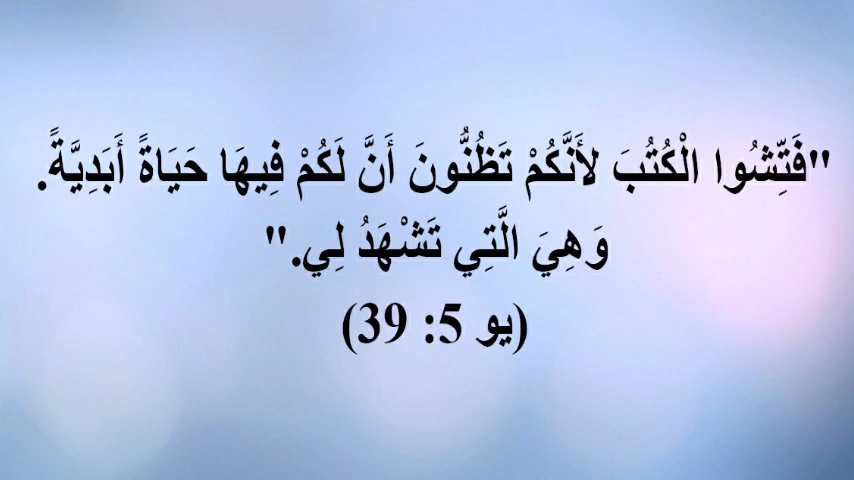 "فَتِّشُوا الْكُتُبَ لأَنَّكُمْ تَظُنُّونَ أَنَّ لَكُمْ فِيهَا حَيَاةً أَبَدِيَّةً.
وَهِيَ الَّتِي تَشْهَدُ لِي."
(يو 5: 39)